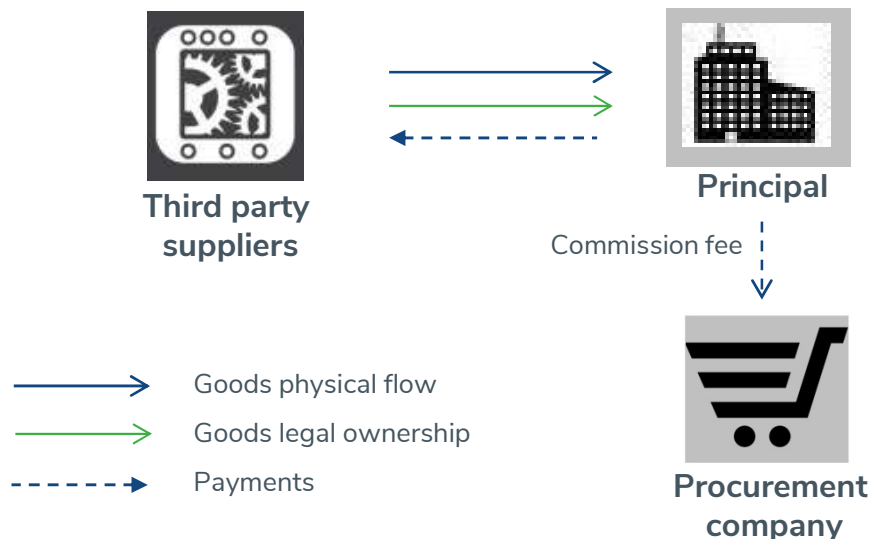 Third party
suppliers
Principal
Commission fee
Goods physical flow
Goods legal ownership
Payments
Procurement
company